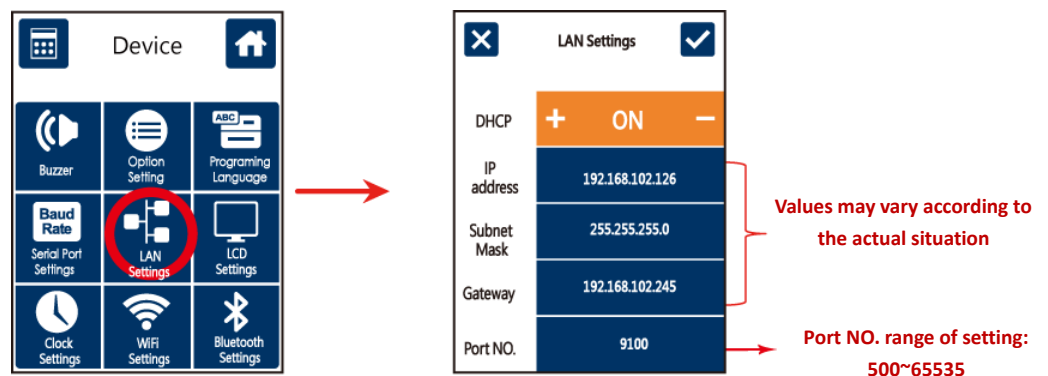 Device
Buzzer
Option
Setting
ABC
Programing
Language
Baud
Rate
Serial Port
Settings
LAN
Settings
LCD
Settings
Clock
Settings
WiFi
Settings
Bluetooth
Settings
LAN Settings
DHCP
+ ON −
IP
address
192.168.102.126
Subnet
Mask
255.255.255.0
Gateway
192.168.102.245
Port NO.
9100
Values may vary according to
the actual situation
Port NO. range of setting:
500~65535